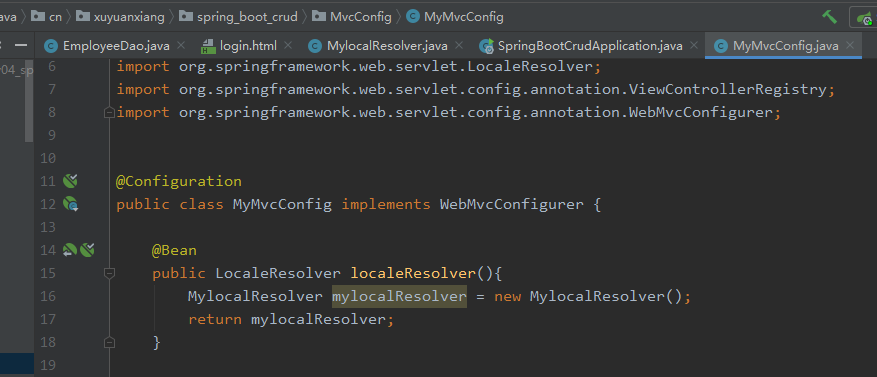 ava cn xuyuanxiang spring_boot_crud MvcConfig MyMvcConfig
EmployeeDao.java login.html MylocalResolver.java SpringBootCrudApplication.java MyMvcConfig.java
04_sp
6 import org.springframework.web.servlet.LocaleResolver;
7 import org.springframework.web.servlet.config.annotation.ViewControllerRegistry;
8 import org.springframework.web.servlet.config.annotation.WebMvcConfigurer;
9
10
11 @Configuration
12 public class MyMvcConfig implements WebMvcConfigurer {
13
14 @Bean
15 public LocaleResolver localeResolver(){
16 MylocalResolver mylocalResolver = new MylocalResolver();
17 return mylocalResolver;
18 }
19